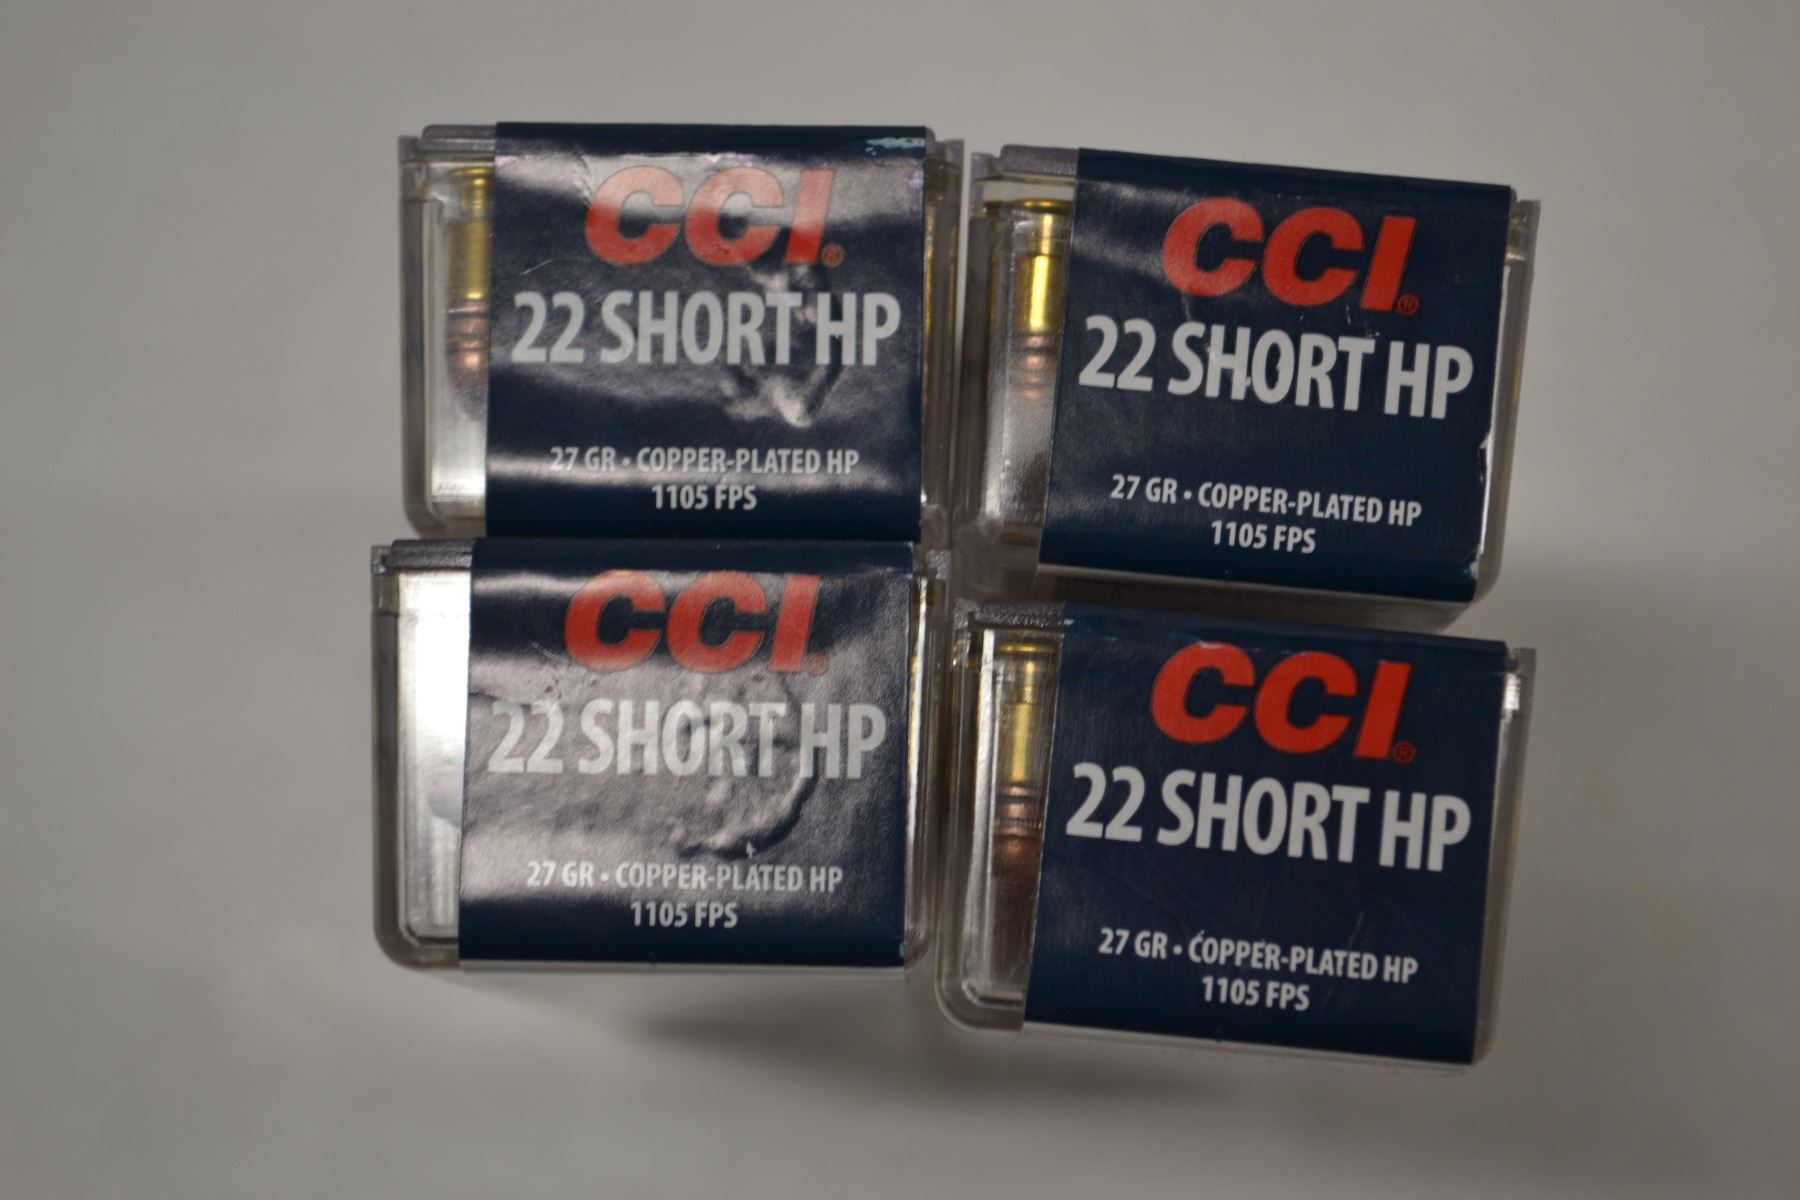 CCI®
22 SHORT HP
27 GR • COPPER-PLATED HP
1105 FPS
CCI®
22 SHORT HP
27 GR • COPPER-PLATED HP
1105 FPS
CCI®
22 SHORT HP
27 GR • COPPER-PLATED HP
1105 FPS
CCI®
22 SHORT HP
27 GR • COPPER-PLATED HP
1105 FPS